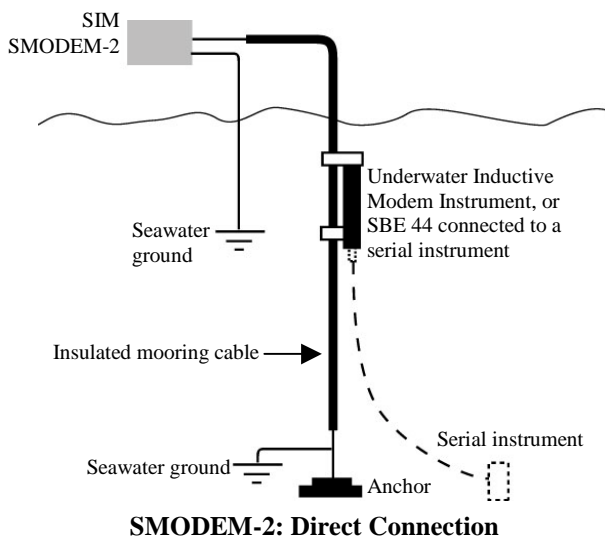 SIM
SMODEM-2
Underwater Inductive
Modem Instrument, or
SBE 44 connected to a
serial instrument
Seawater
ground
Insulated mooring cable
Serial instrument
Seawater ground
Anchor
SMODEM-2: Direct Connection